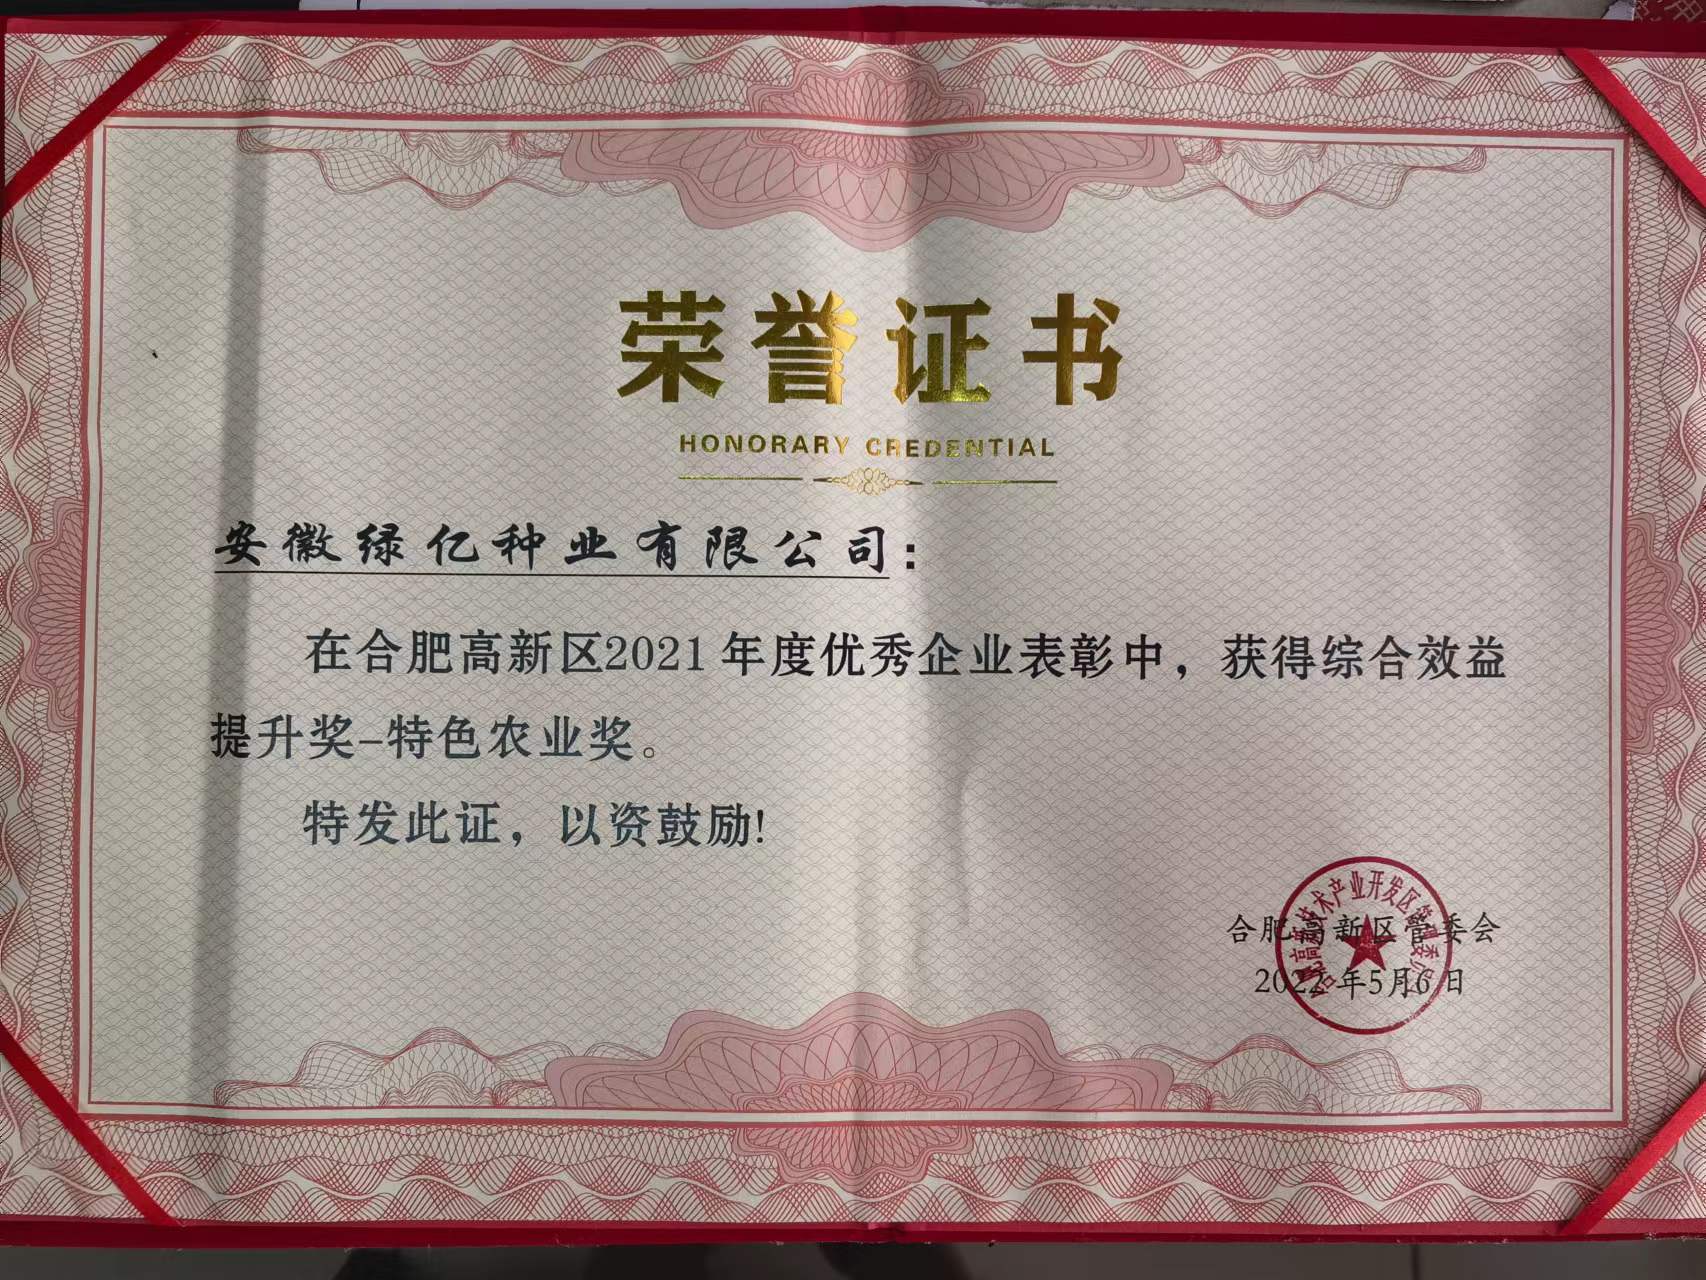 荣誉证书
HONORARY CREDENTIAL
安徽绿亿种业有限公司：
在合肥高新区2021年度优秀企业表彰中，获得综合效益
提升奖-特色农业奖。
特发此证，以资鼓励!
合肥高新区管委会
2022年5月6日